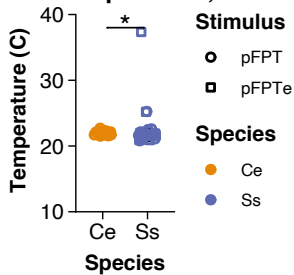 40
30
20
10
Temperature (C)
*
Ce Ss
Species
Stimulus
pFPT
pFPTe
Species
Ce
Ss